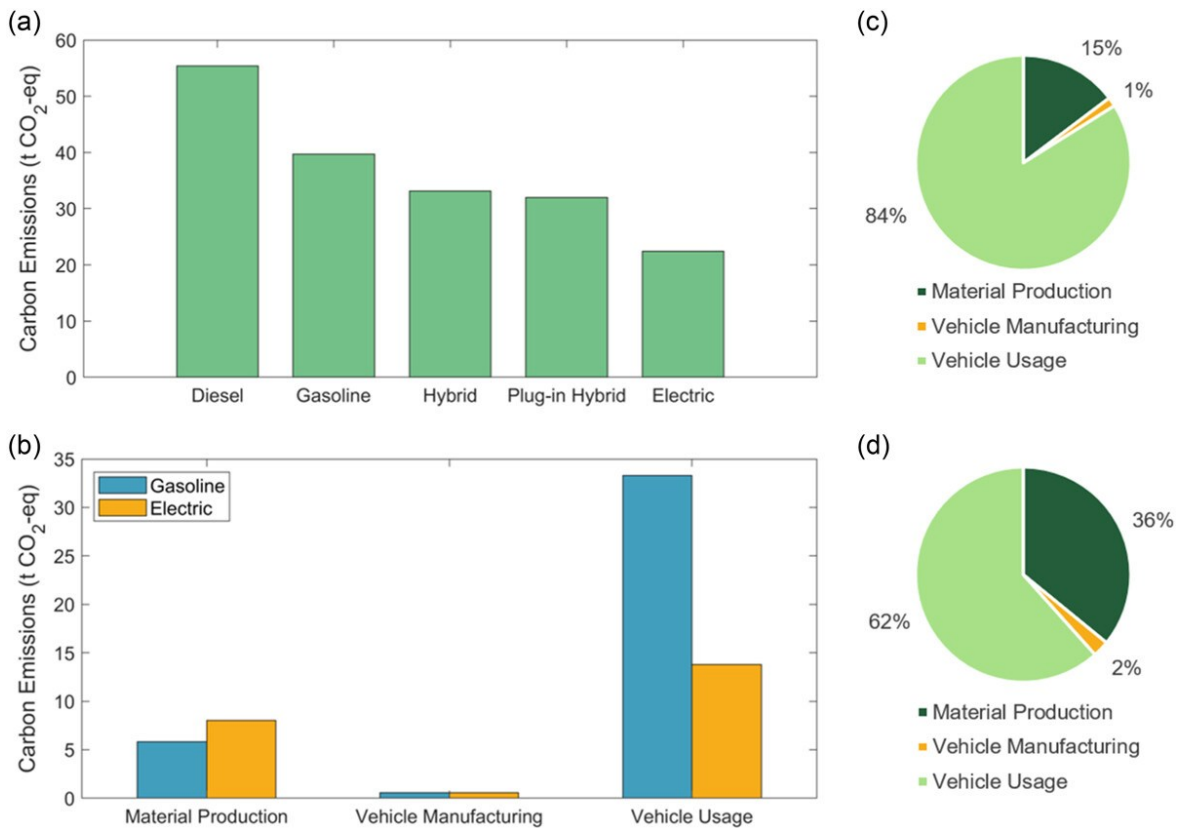 (a)
Carbon Emissions (t CO₂-eq)
60
50
40
30
20
10
0
Diesel Gasoline Hybrid Plug-in Hybrid Electric
(c)
15%
1%
84%
Material Production
Vehicle Manufacturing
Vehicle Usage
(b)
Carbon Emissions (t CO₂-eq)
35
30
25
20
15
10
5
0
Gasoline
Electric
Material Production Vehicle Manufacturing Vehicle Usage
(d)
36%
2%
62%
Material Production
Vehicle Manufacturing
Vehicle Usage